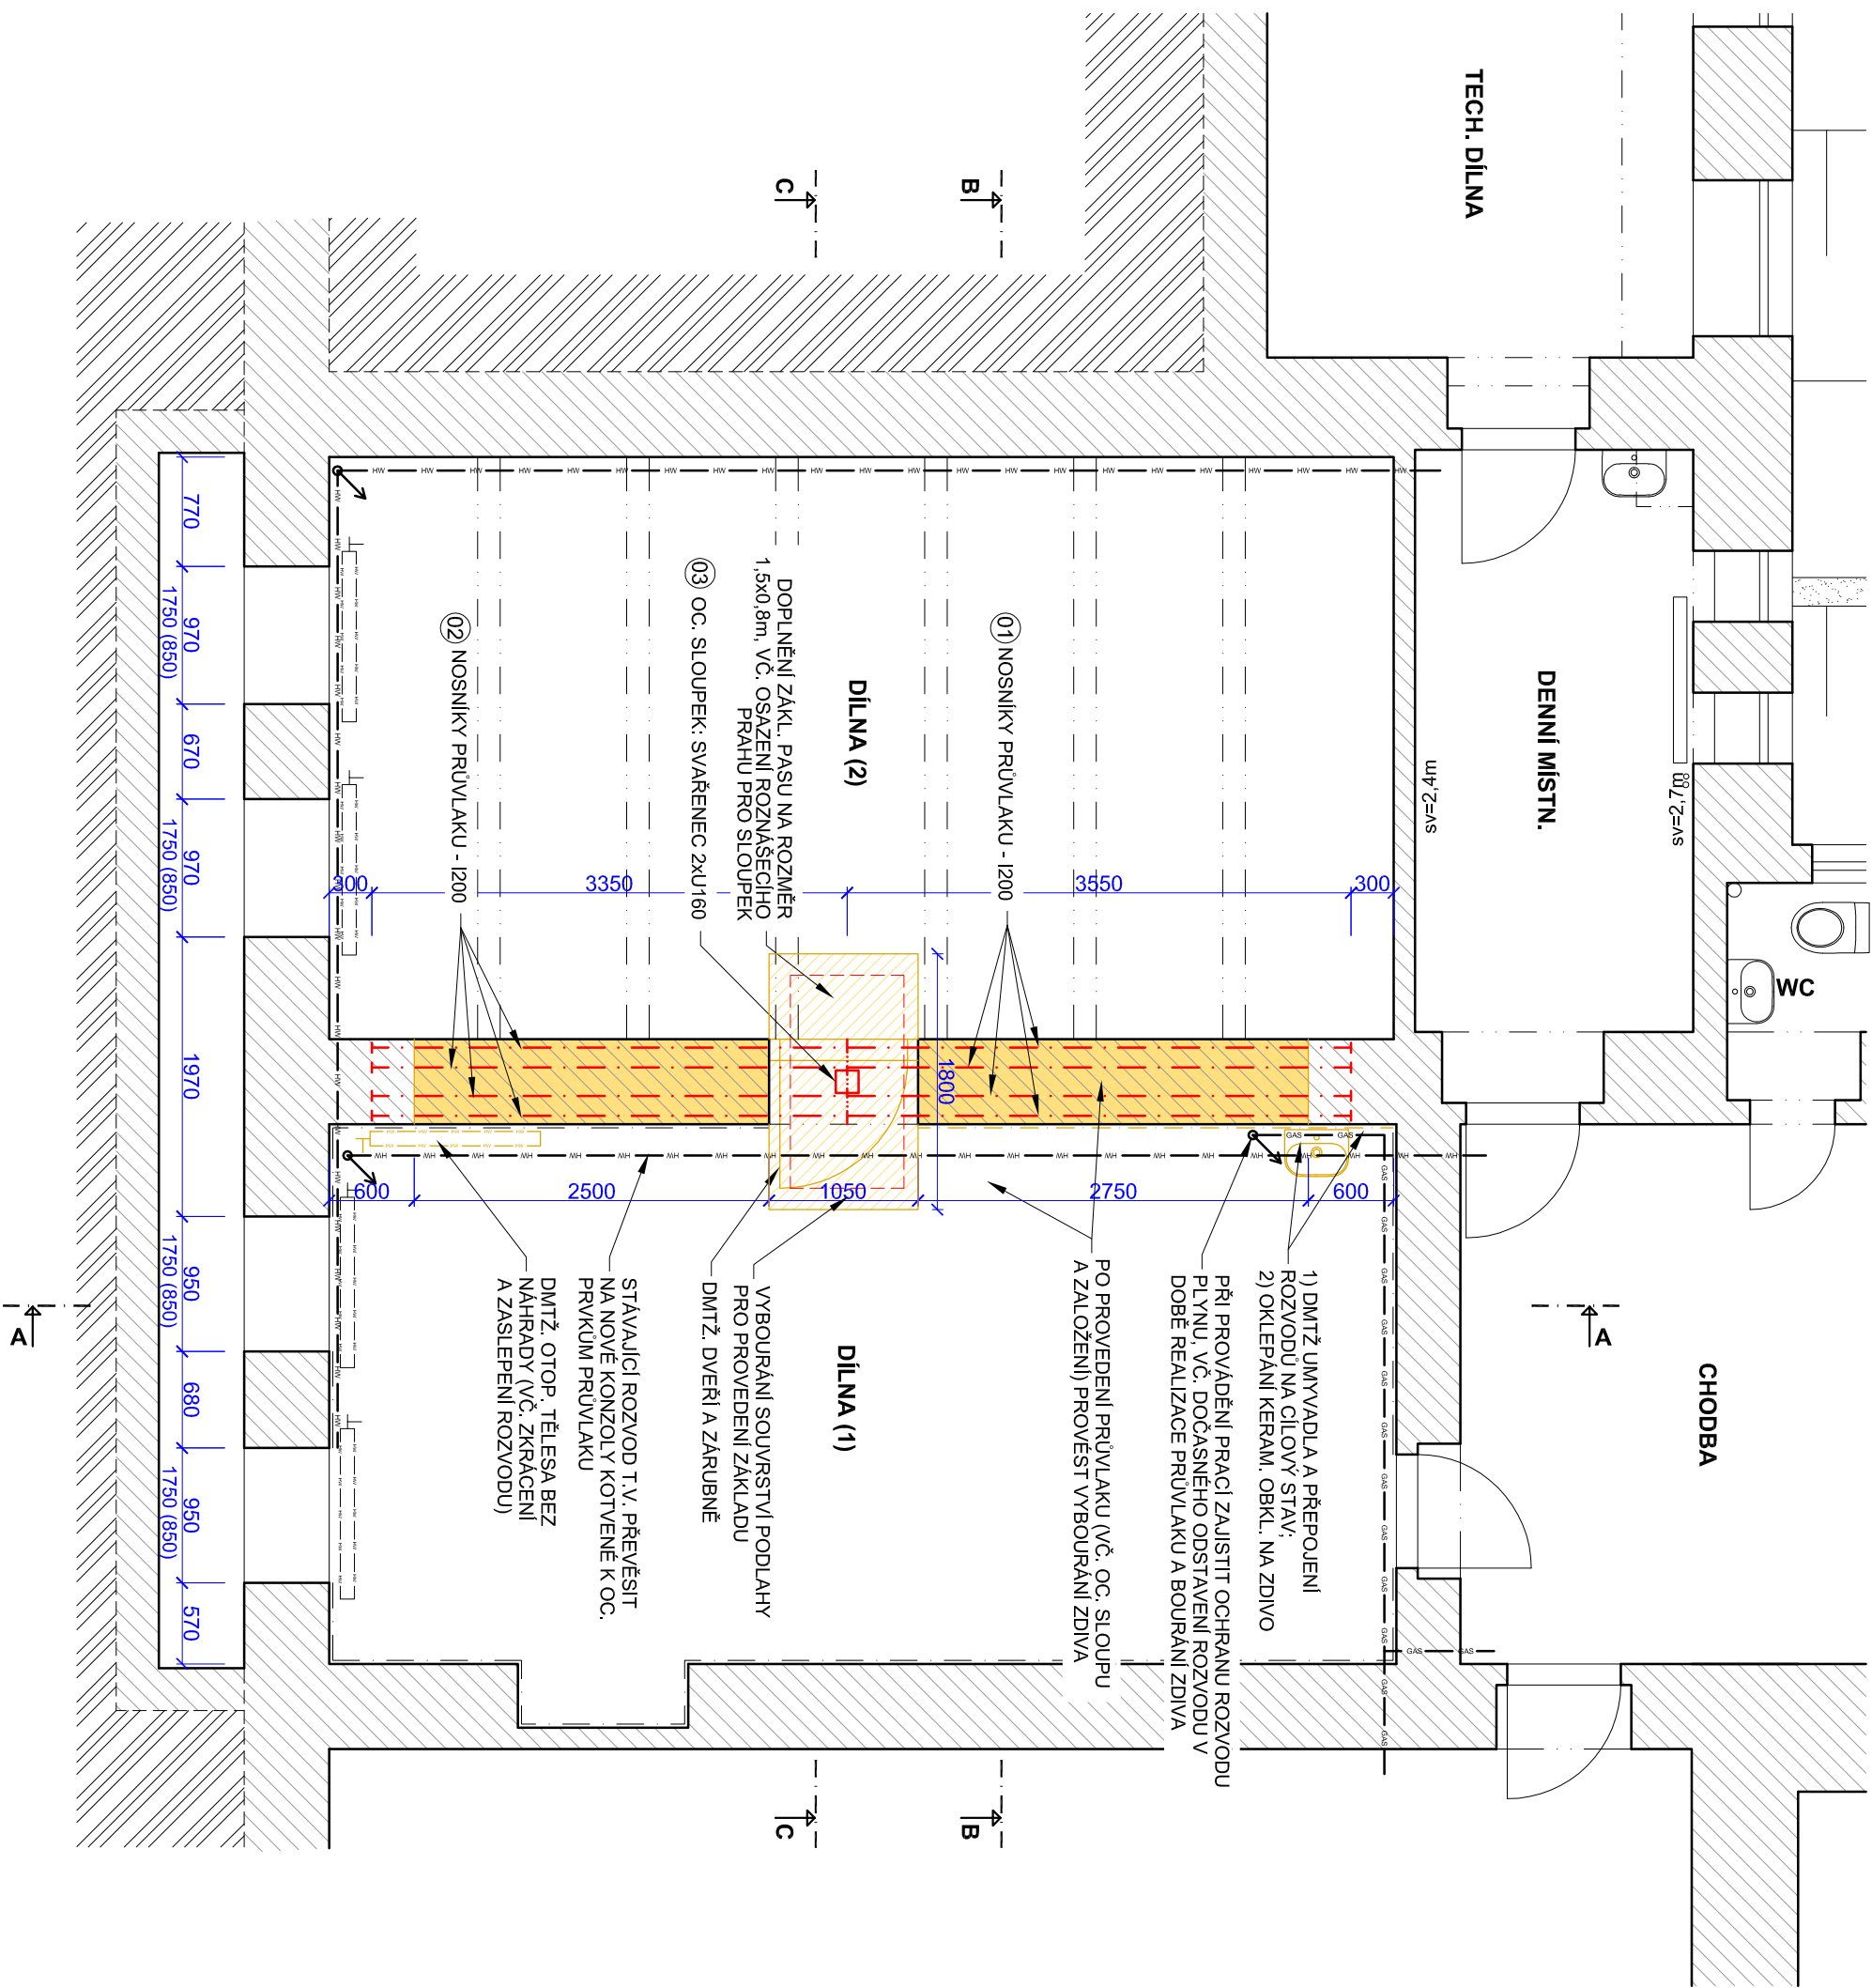 TECH. DÍLNA
C
B
DENNÍ MÍSTN.
sv=2,4m
WC
CHODBA
DÍLNA (2)
DÍLNA (1)
01 NOSNÍKY PRŮVLAKU - I200
DOPLNĚNÍ ZÁKL. PASU NA ROZMĚR
1,5x0,8m, VČ. OSAZENÍ ROZNÁŠECÍHO
PRAHU PRO SLOUPEK
03 OC. SLOUPEK: SVAŘENEC 2xU160
02 NOSNÍKY PRŮVLAKU - I200
300
3350
3550
300
1800
600
2500
1050
2750
600
1) DMTŽ UMYVADLA A PŘEPOJENÍ
ROZVODŮ NA CÍLOVÝ STAV;
2) OKLEPÁNÍ KERAM. OBKL. NA ZDIVO
PŘI PROVÁDĚNÍ PRACÍ ZAJISTIT OCHRANU ROZVODU
PLYNU, VČ. DOČASNÉHO ODSTAVENÍ ROZVODU V
DOBĚ REALIZACE PRŮVLAKU A BOURÁNÍ ZDIVA
PO PROVEDENÍ PRŮVLAKU (VČ. OC. SLOUPU
A ZALOŽENÍ) PROVÉST VYBOURÁNÍ ZDIVA
VYBOURÁNÍ SOUVRSTVÍ PODLAHY
PRO PROVEDENÍ ZÁKLADU
DMTŽ. DVEŘÍ A ZÁRUBNĚ
STÁVAJÍCÍ ROZVOD T.V. PŘEVĚSIT
NA NOVÉ KONZOLY KOTVENÉ K OC.
PRVKŮM PRŮVLAKU
DMTŽ. OTOP. TĚLESA BEZ
NÁHRADY (VČ. ZKRÁCENÍ
A ZASLEPENÍ ROZVODU)
770
970
1750 (850)
670
970
1750 (850)
1970
950
1750 (850)
680
950
1750 (850)
570
A
A
C
B
HW
GAS